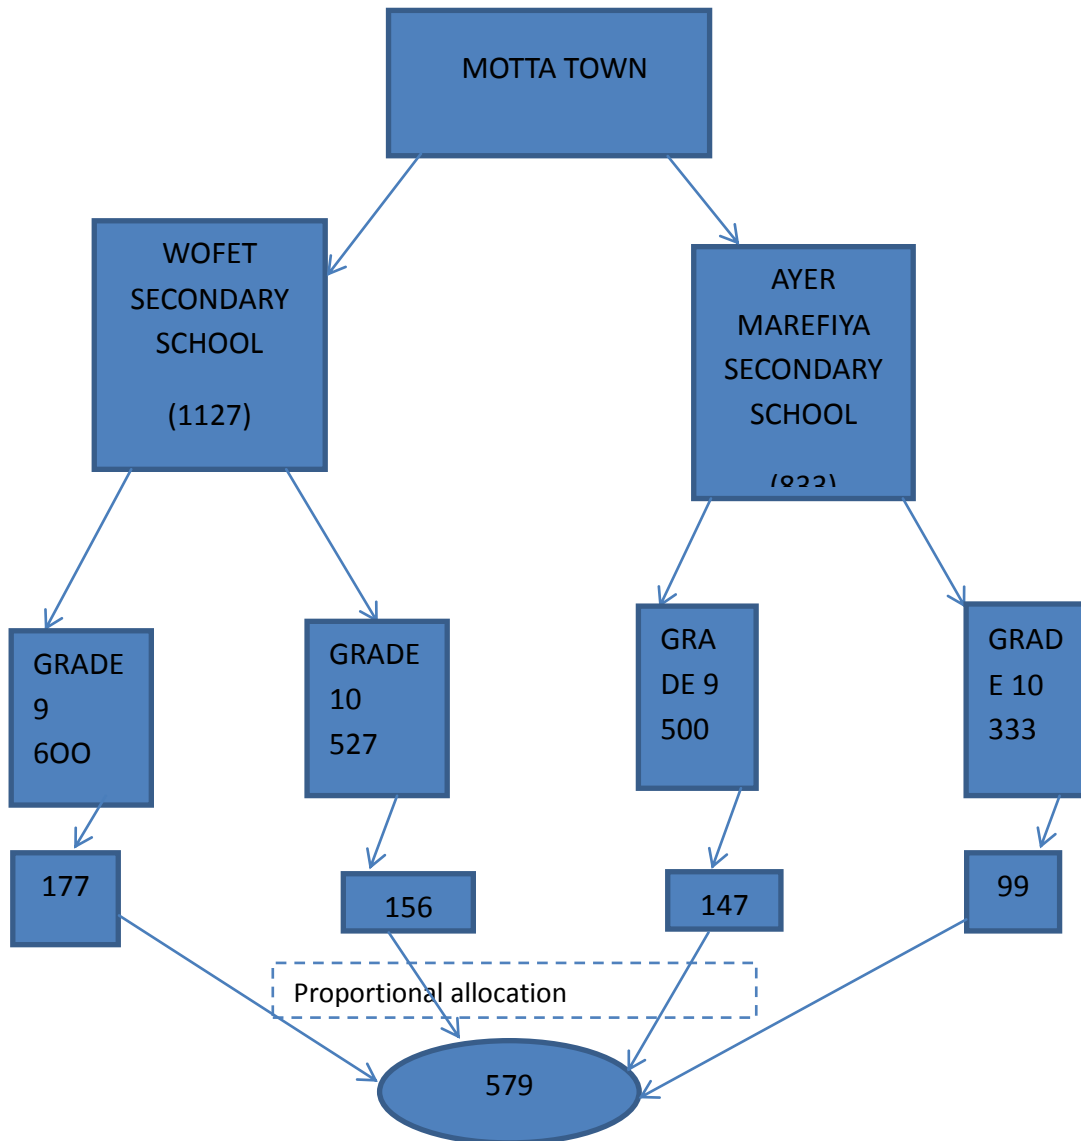 MOTTA TOWN
WOFET
SECONDARY
SCHOOL
(1127)
AYER
MAREFIYA
SECONDARY
SCHOOL
(833)
GRADE
9
6OO
GRADE
10
527
GRA
DE 9
500
GRAD
E 10
333
177
156
147
99
Proportional allocation
579